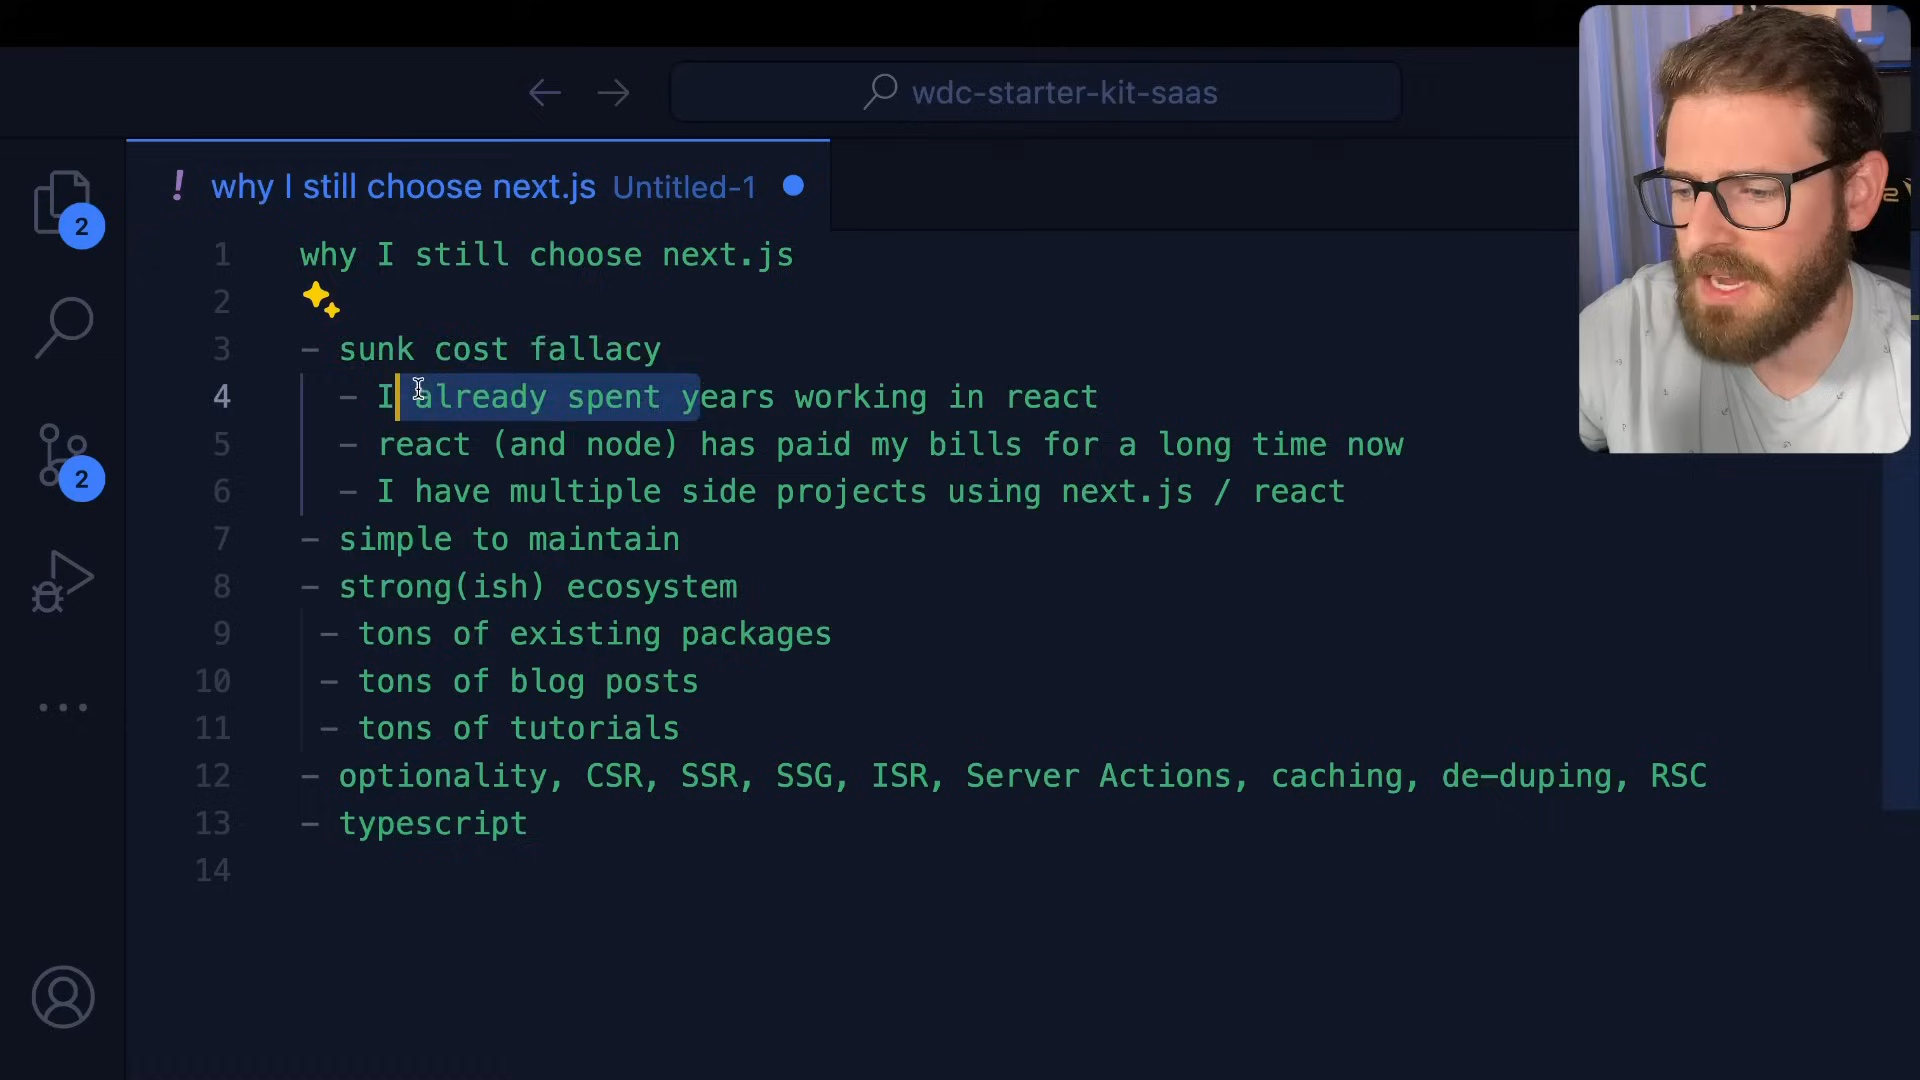 wdc-starter-kit-saas
! why I still choose next.js Untitled-1
2
2
1 why I still choose next.js
2
3 - sunk cost fallacy
4 - I already spent years working in react
5 - react (and node) has paid my bills for a long time now
6 - I have multiple side projects using next.js / react
7 - simple to maintain
8 - strong(ish) ecosystem
9 - tons of existing packages
10 - tons of blog posts
11 - tons of tutorials
12 - optionality, CSR, SSR, SSG, ISR, Server Actions, caching, de-duping, RSC
13 - typescript
14